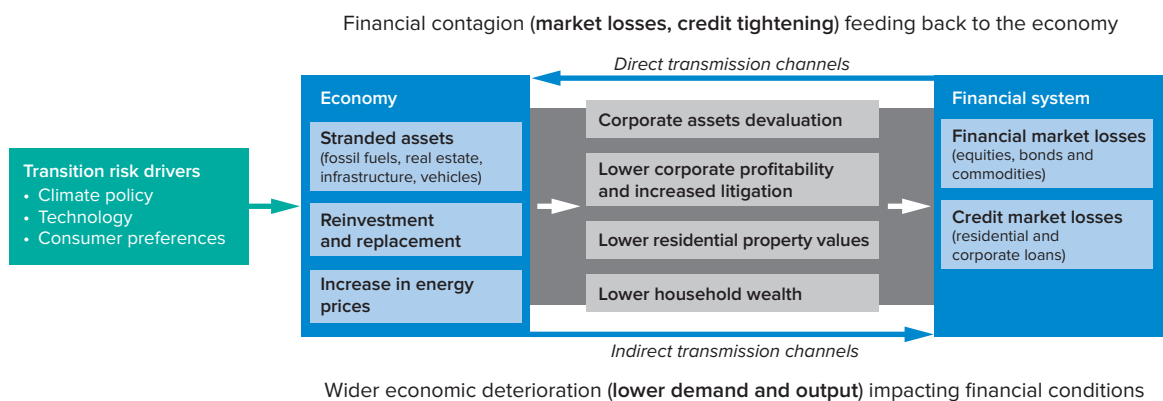 Financial contagion (market losses, credit tightening) feeding back to the economy
Direct transmission channels
Transition risk drivers
• Climate policy
• Technology
• Consumer preferences
Economy
Stranded assets
(fossil fuels, real estate,
infrastructure, vehicles)
Reinvestment
and replacement
Increase in energy
prices
Corporate assets devaluation
Lower corporate profitability
and increased litigation
Lower residential property values
Lower household wealth
Financial system
Financial market losses
(equities, bonds and
commodities)
Credit market losses
(residential and
corporate loans)
Indirect transmission channels
Wider economic deterioration (lower demand and output) impacting financial conditions